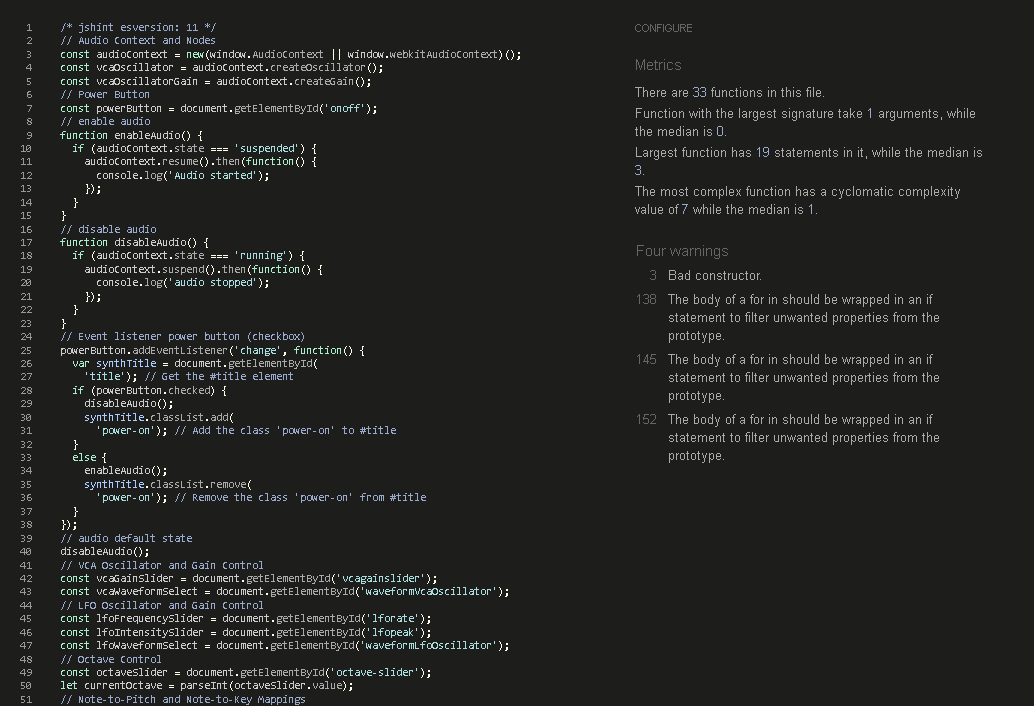 1 /* jshint esversion: 11 */
2 // Audio Context and Nodes
3 const audioContext = new(window.AudioContext || window.webkitAudioContext)();
4 const vcaOscillator = audioContext.createOscillator();
5 const vcaOscillatorGain = audioContext.createGain();
6 // Power Button
7 const powerButton = document.getElementById('onoff');
8 // enable audio
9 function enableAudio() {
10 if (audioContext.state === 'suspended') {
11 audioContext.resume().then(function() {
12 console.log('Audio started');
13 });
14 }
15 }
16 // disable audio
17 function disableAudio() {
18 if (audioContext.state === 'running') {
19 audioContext.suspend().then(function() {
20 console.log('audio stopped');
21 });
22 }
23 }
24 // Event listener power button (checkbox)
25 powerButton.addEventListener('change', function() {
26 var synthTitle = document.getElementById(
27 'title'); // Get the #title element
28 if (powerButton.checked) {
29 disableAudio();
30 synthTitle.classList.add(
31 'power-on'); // Add the class 'power-on' to #title
32 }
33 else {
34 enableAudio();
35 synthTitle.classList.remove(
36 'power-on'); // Remove the class 'power-on' from #title
37 }
38 });
39 // audio default state
40 disableAudio();
41 // VCA Oscillator and Gain Control
42 const vcaGainSlider = document.getElementById('vcagainslider');
43 const vcaWaveformSelect = document.getElementById('waveformVcaOscillator');
44 // LFO Oscillator and Gain Control
45 const lfoFrequencySlider = document.getElementById('lforate');
46 const lfoIntensitySlider = document.getElementById('lfopeak');
47 const lfoWaveformSelect = document.getElementById('waveformLfoOscillator');
48 // Octave Control
49 const octaveSlider = document.getElementById('octave-slider');
50 let currentOctave = parseInt(octaveSlider.value);
51 // Note-to-Pitch and Note-to-Key Mappings
CONFIGURE
Metrics
There are 33 functions in this file.
Function with the largest signature take 1 arguments, while
the median is 0.
Largest function has 19 statements in it, while the median is
3.
The most complex function has a cyclomatic complexity
value of 7 while the median is 1.
Four warnings
3 Bad constructor.
138 The body of a for in should be wrapped in an if
statement to filter unwanted properties from the
prototype.
145 The body of a for in should be wrapped in an if
statement to filter unwanted properties from the
prototype.
152 The body of a for in should be wrapped in an if
statement to filter unwanted properties from the
prototype.